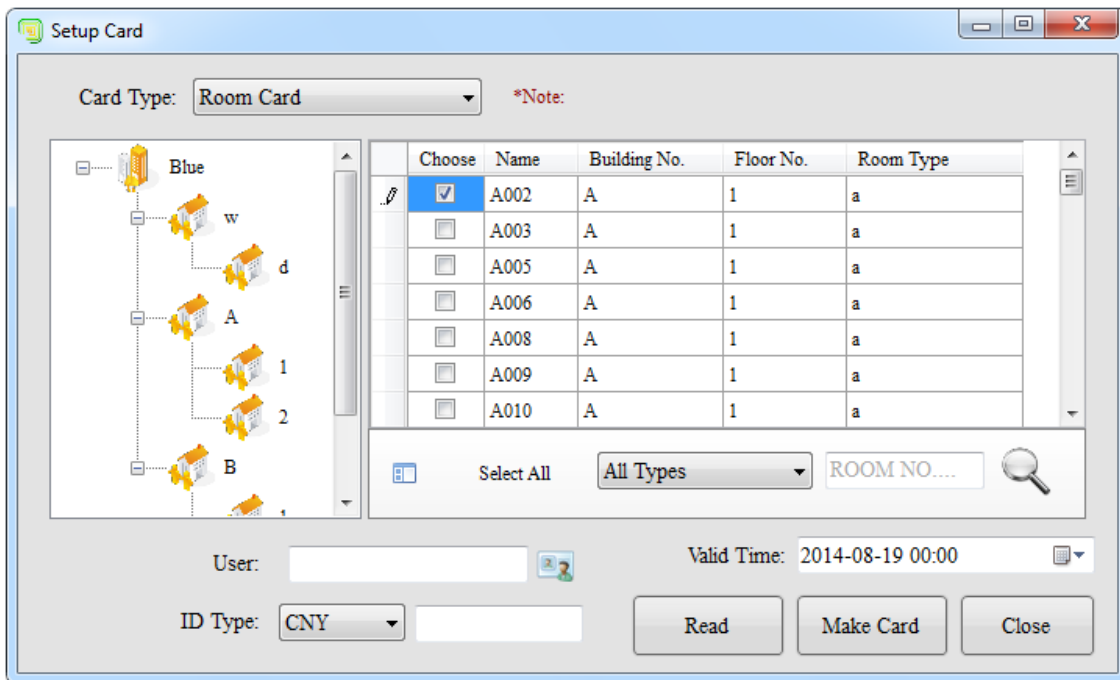 Setup Card
Card Type: Room Card *Note:
Blue
w
d
A
1
2
B
1
Choose Name Building No. Floor No. Room Type
A002 A 1 a
A003 A 1 a
A005 A 1 a
A006 A 1 a
A008 A 1 a
A009 A 1 a
A010 A 1 a
Select All All Types ROOM NO....
User: Valid Time: 2014-08-19 00:00
ID Type: CNY Read Make Card Close